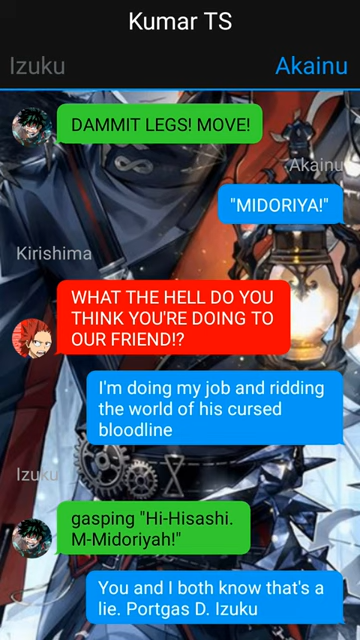 Kumar TS
Izuku
Akainu
DAMMIT LEGS! MOVE!
Akainu
"MIDORIYA!"
Kirishima
WHAT THE HELL DO YOU
THINK YOU'RE DOING TO
OUR FRIEND!?
I'm doing my job and ridding
the world of his cursed
bloodline
Izuku
gasping "Hi-Hisashi.
M-Midoriyah!"
You and I both know that's a
lie. Portgas D. Izuku